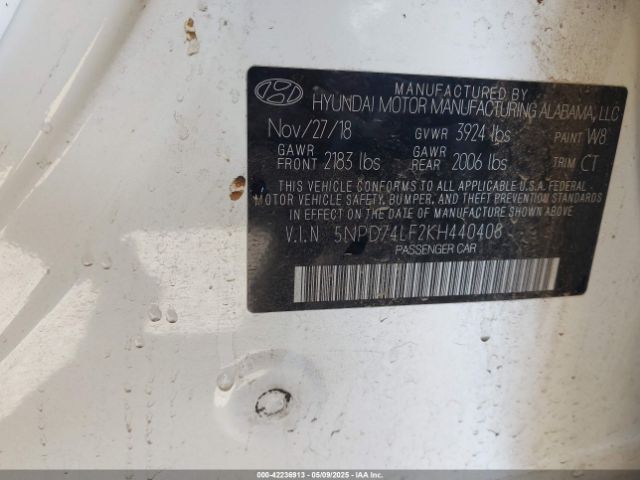 MANUFACTURED BY
HYUNDAI MOTOR MANUFACTURING ALABAMA, LLC
Nov/27/18 GVWR 3924 lbs PAINT W8
GAWR FRONT 2183 lbs GAWR REAR 2006 lbs TRIM CT
THIS VEHICLE CONFORMS TO ALL APPLICABLE U.S.A. FEDERAL
MOTOR VEHICLE SAFETY, BUMPER, AND THEFT PREVENTION STANDARDS
IN EFFECT ON THE DATE OF MANUFACTURE SHOWN ABOVE.
V.I.N 5NPD74LF2KH440408
PASSENGER CAR
000-42236913 - 05/09/2025 - IAA Inc. Copyright